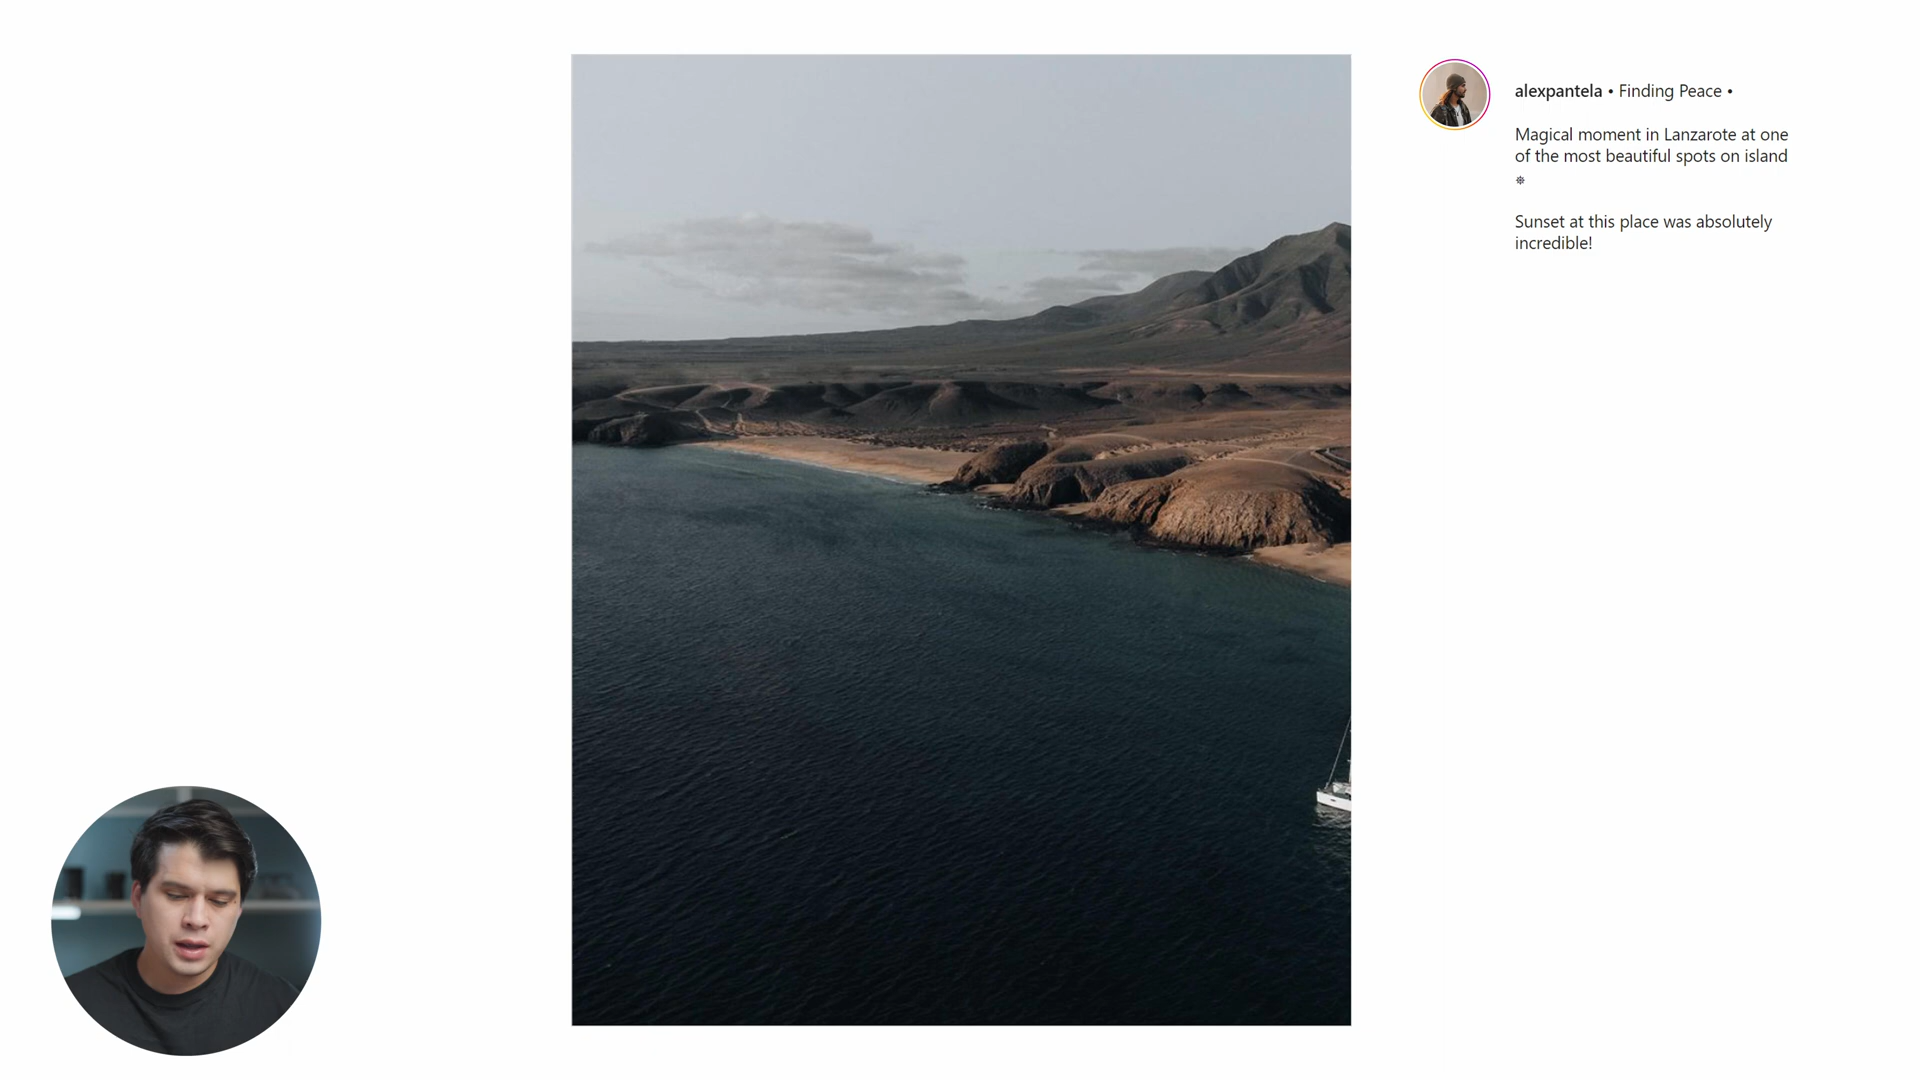 alexpantela • Finding Peace •
Magical moment in Lanzarote at one
of the most beautiful spots on island
⎈
Sunset at this place was absolutely
incredible!